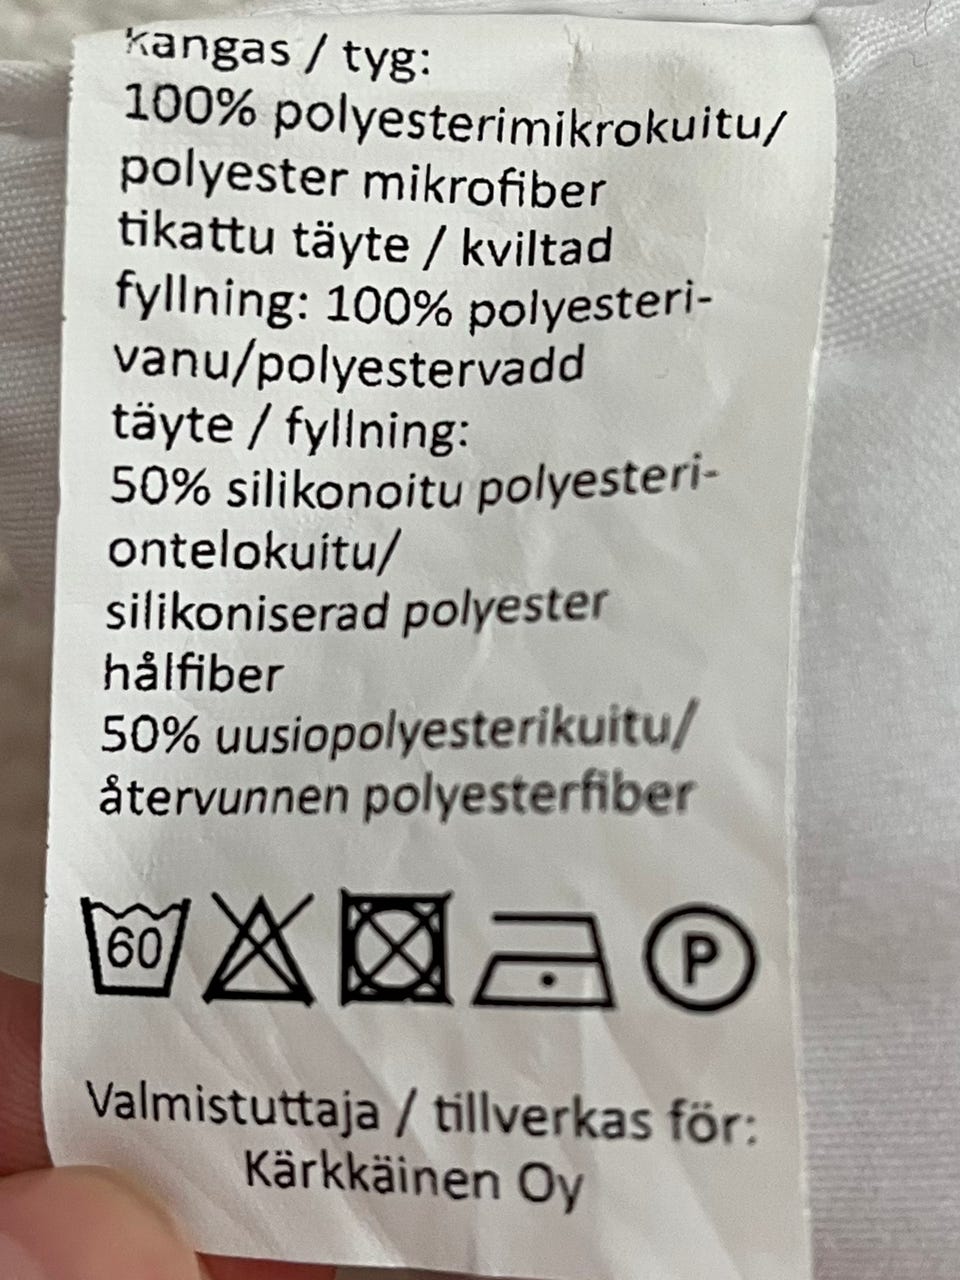 kangas / tyg:
100% polyesterimikrokuitu/
polyester mikrofiber
tikattu täyte / kviltad
fyllning: 100% polyesteri-
vanu/polyestervadd
täyte / fyllning:
50% silikonoitu polyesteri-
ontelokuitu/
silikoniserad polyester
hålfiber
50% uusiopolyesterikuitu/
återvunnen polyesterfiber
60 P
Valmistuttaja / tillverkas för:
Kärkkäinen Oy